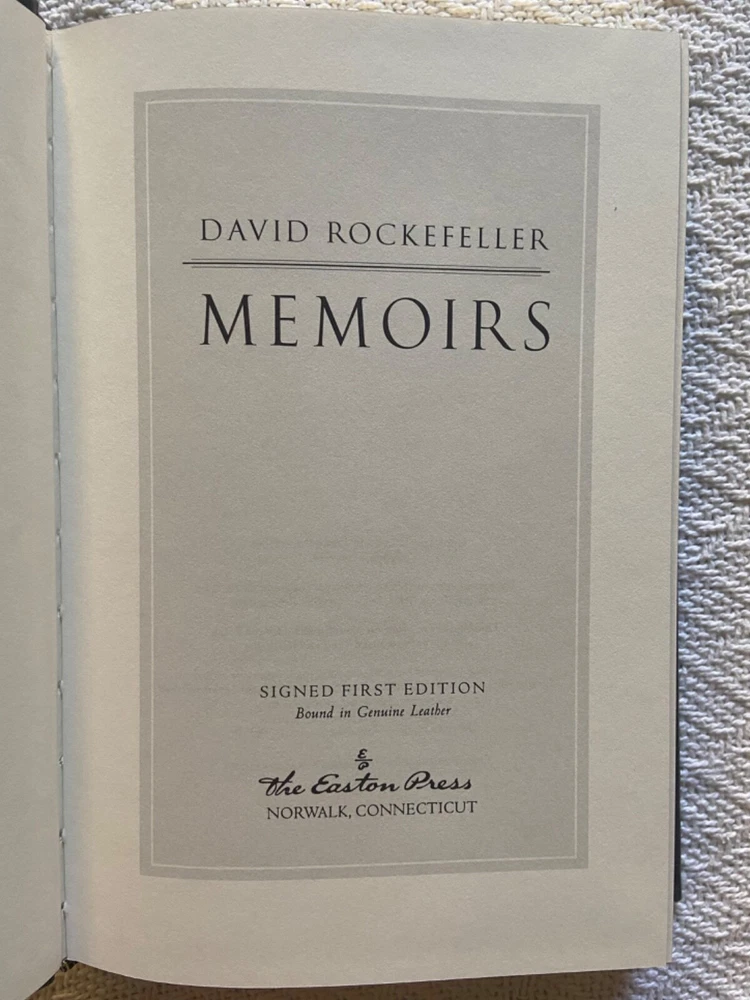 DAVID ROCKEFELLER
MEMOIRS
SIGNED FIRST EDITION
Bound in Genuine Leather
E
P
The Easton Press
NORWALK, CONNECTICUT